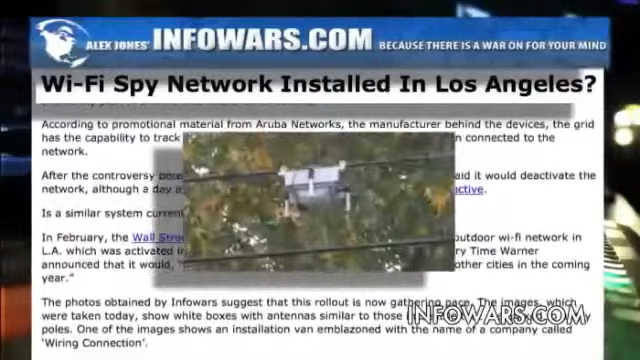 ALEX JONES' INFOWARS.COM BECAUSE THERE IS A WAR ON FOR YOUR MIND
Wi-Fi Spy Network Installed In Los Angeles?
According to promotional material from Aruba Networks, the manufacturer behind the devices, the grid
has the capability to track connected to the
network.
After the controversy said it would deactivate the
network, although a day
Is a similar system
In February, the Wall outdoor wi-fi network in
L.A. which was activated Time Warner
announced that it would, other cities in the coming
year."
The photos obtained by Infowars suggest that this rollout is now gathering pace. The images, which
were taken today, show white boxes with antennas similar to those
poles. One of the images shows an installation van emblazoned with the name of a company called
'Wiring Connection'.
INFOWARS.COM